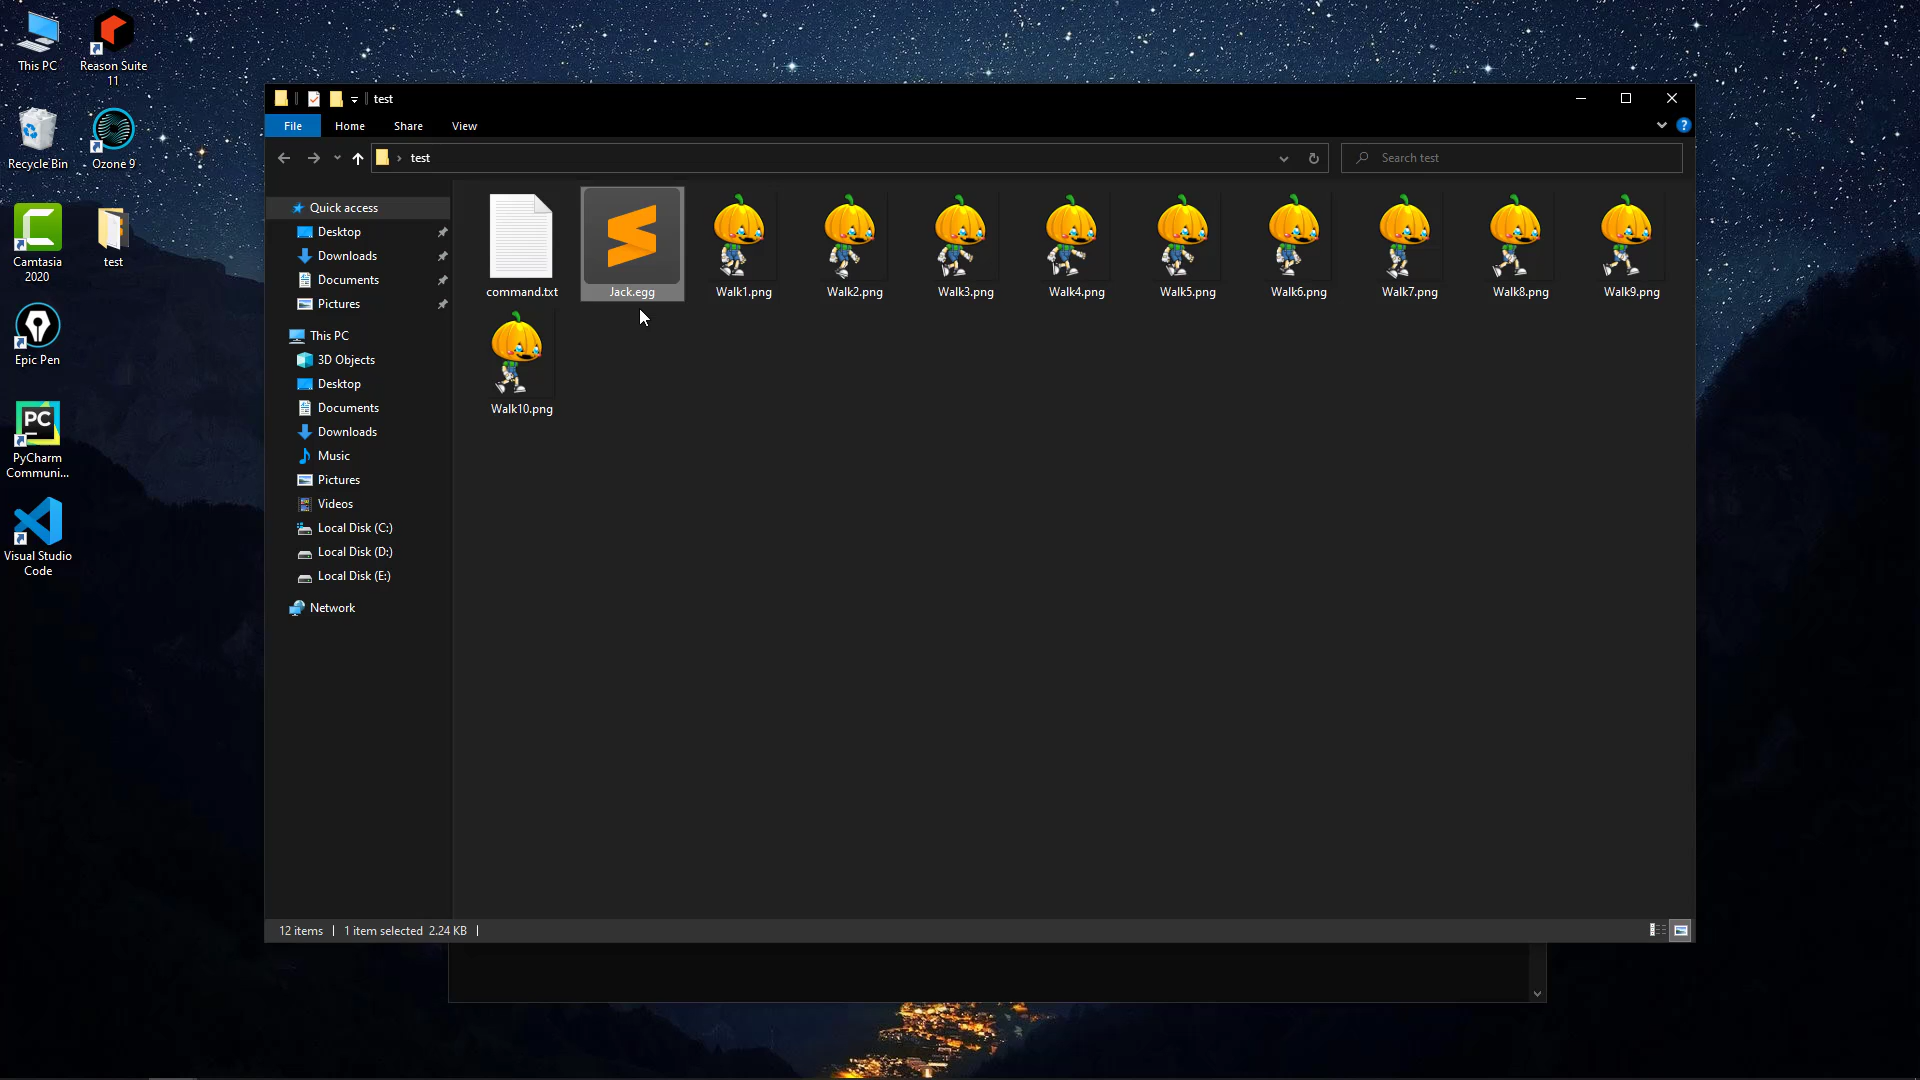 This PC
Reason Suite
11
Recycle Bin
Ozone 9
Camtasia
2020
test
Epic Pen
PC
PyCharm
Communi...
Visual Studio
Code
test
File
Home
Share
View
?
test
Search test
Quick access
Desktop
Downloads
Documents
Pictures
This PC
3D Objects
Desktop
Documents
Downloads
Music
Pictures
Videos
Local Disk (C:)
Local Disk (D:)
Local Disk (E:)
Network
command.txt
Jack.egg
Walk1.png
Walk2.png
Walk3.png
Walk4.png
Walk5.png
Walk6.png
Walk7.png
Walk8.png
Walk9.png
Walk10.png
12 items
1 item selected 2.24 KB